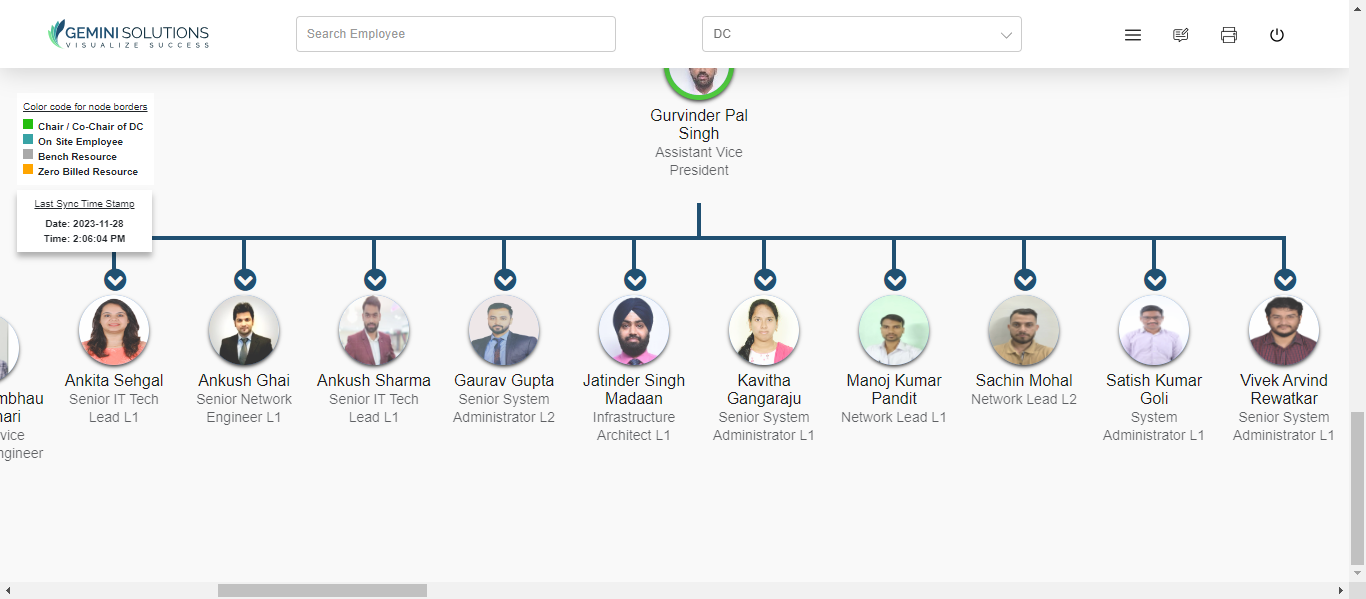 GEMINI SOLUTIONS
VISUALIZE SUCCESS
Search Employee
DC
Color code for node borders
Chair / Co-Chair of DC
On Site Employee
Bench Resource
Zero Billed Resource
Last Sync Time Stamp
Date: 2023-11-28
Time: 2:06:04 PM
Gurvinder Pal
Singh
Assistant Vice
President
mbhau
hari
vice
ngineer
Ankita Sehgal
Senior IT Tech
Lead L1
Ankush Ghai
Senior Network
Engineer L1
Ankush Sharma
Senior IT Tech
Lead L1
Gaurav Gupta
Senior System
Administrator L2
Jatinder Singh
Madaan
Infrastructure
Architect L1
Kavitha
Gangaraju
Senior System
Administrator L1
Manoj Kumar
Pandit
Network Lead L1
Sachin Mohal
Network Lead L2
Satish Kumar
Goli
System
Administrator L1
Vivek Arvind
Rewatkar
Senior System
Administrator L1